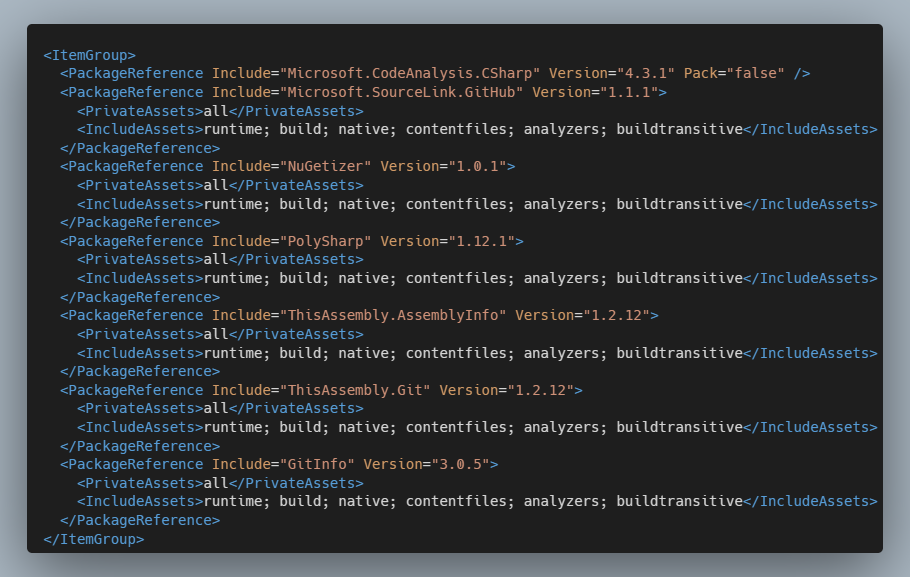 <ItemGroup>
  <PackageReference Include="Microsoft.CodeAnalysis.CSharp" Version="4.3.1" Pack="false" />
  <PackageReference Include="Microsoft.SourceLink.GitHub" Version="1.1.1">
    <PrivateAssets>all</PrivateAssets>
    <IncludeAssets>runtime; build; native; contentfiles; analyzers; buildtransitive</IncludeAssets>
  </PackageReference>
  <PackageReference Include="NuGetizer" Version="1.0.1">
    <PrivateAssets>all</PrivateAssets>
    <IncludeAssets>runtime; build; native; contentfiles; analyzers; buildtransitive</IncludeAssets>
  </PackageReference>
  <PackageReference Include="PolySharp" Version="1.12.1">
    <PrivateAssets>all</PrivateAssets>
    <IncludeAssets>runtime; build; native; contentfiles; analyzers; buildtransitive</IncludeAssets>
  </PackageReference>
  <PackageReference Include="ThisAssembly.AssemblyInfo" Version="1.2.12">
    <PrivateAssets>all</PrivateAssets>
    <IncludeAssets>runtime; build; native; contentfiles; analyzers; buildtransitive</IncludeAssets>
  </PackageReference>
  <PackageReference Include="ThisAssembly.Git" Version="1.2.12">
    <PrivateAssets>all</PrivateAssets>
    <IncludeAssets>runtime; build; native; contentfiles; analyzers; buildtransitive</IncludeAssets>
  </PackageReference>
  <PackageReference Include="GitInfo" Version="3.0.5">
    <PrivateAssets>all</PrivateAssets>
    <IncludeAssets>runtime; build; native; contentfiles; analyzers; buildtransitive</IncludeAssets>
  </PackageReference>
</ItemGroup>